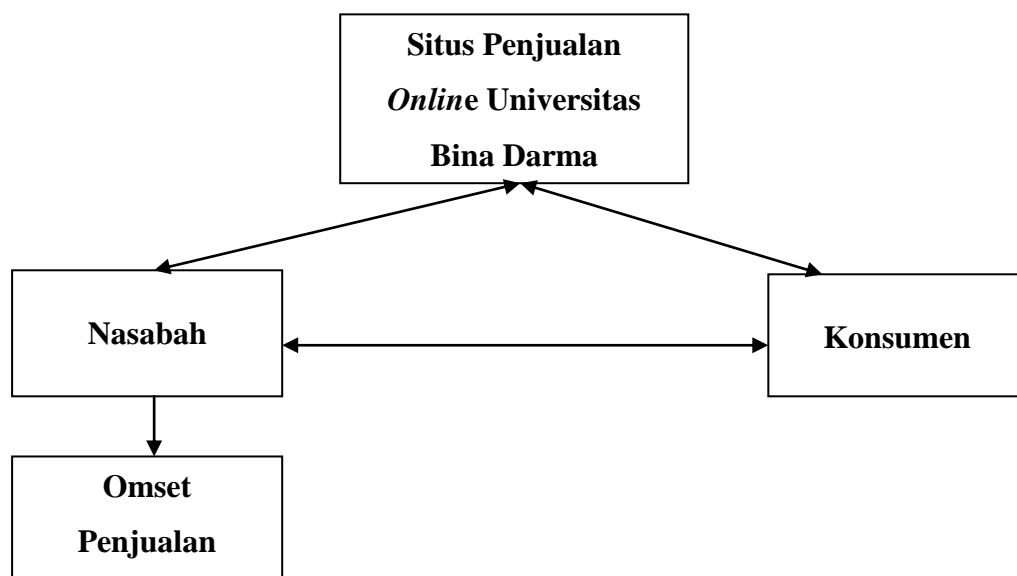 Situs Penjualan
Online Universitas
Bina Darma
Nasabah
Konsumen
Omset
Penjualan